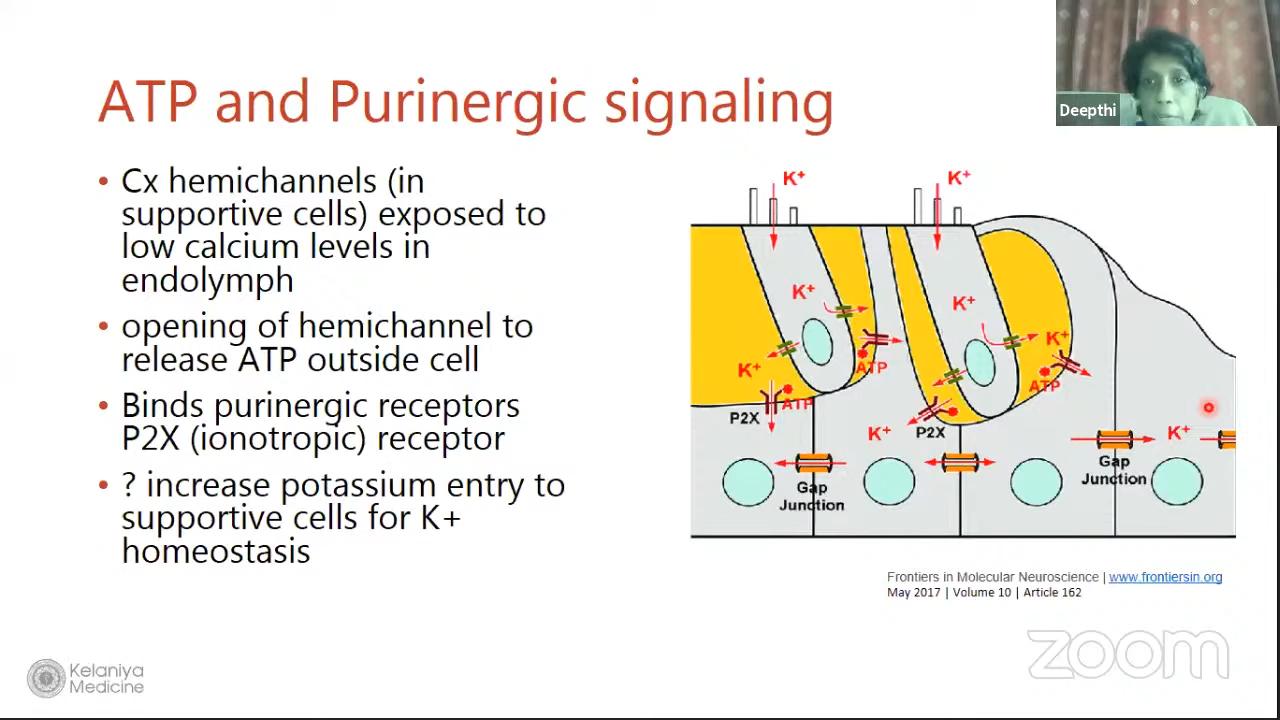 ATP and Purinergic signaling
Deepthi
• Cx hemichannels (in
supportive cells) exposed to
low calcium levels in
endolymph
• opening of hemichannel to
release ATP outside cell
• Binds purinergic receptors
P2X (ionotropic) receptor
• ? increase potassium entry to
supportive cells for K+
homeostasis
K+
K+
K+
K+
K+
K+
ATP
ATP
ATP
P2X
P2X
K+
K+
Gap
Junction
Gap
Junction
Frontiers in Molecular Neuroscience | www.frontiersin.org
May 2017 | Volume 10 | Article 162
Kelaniya
Medicine
zoom